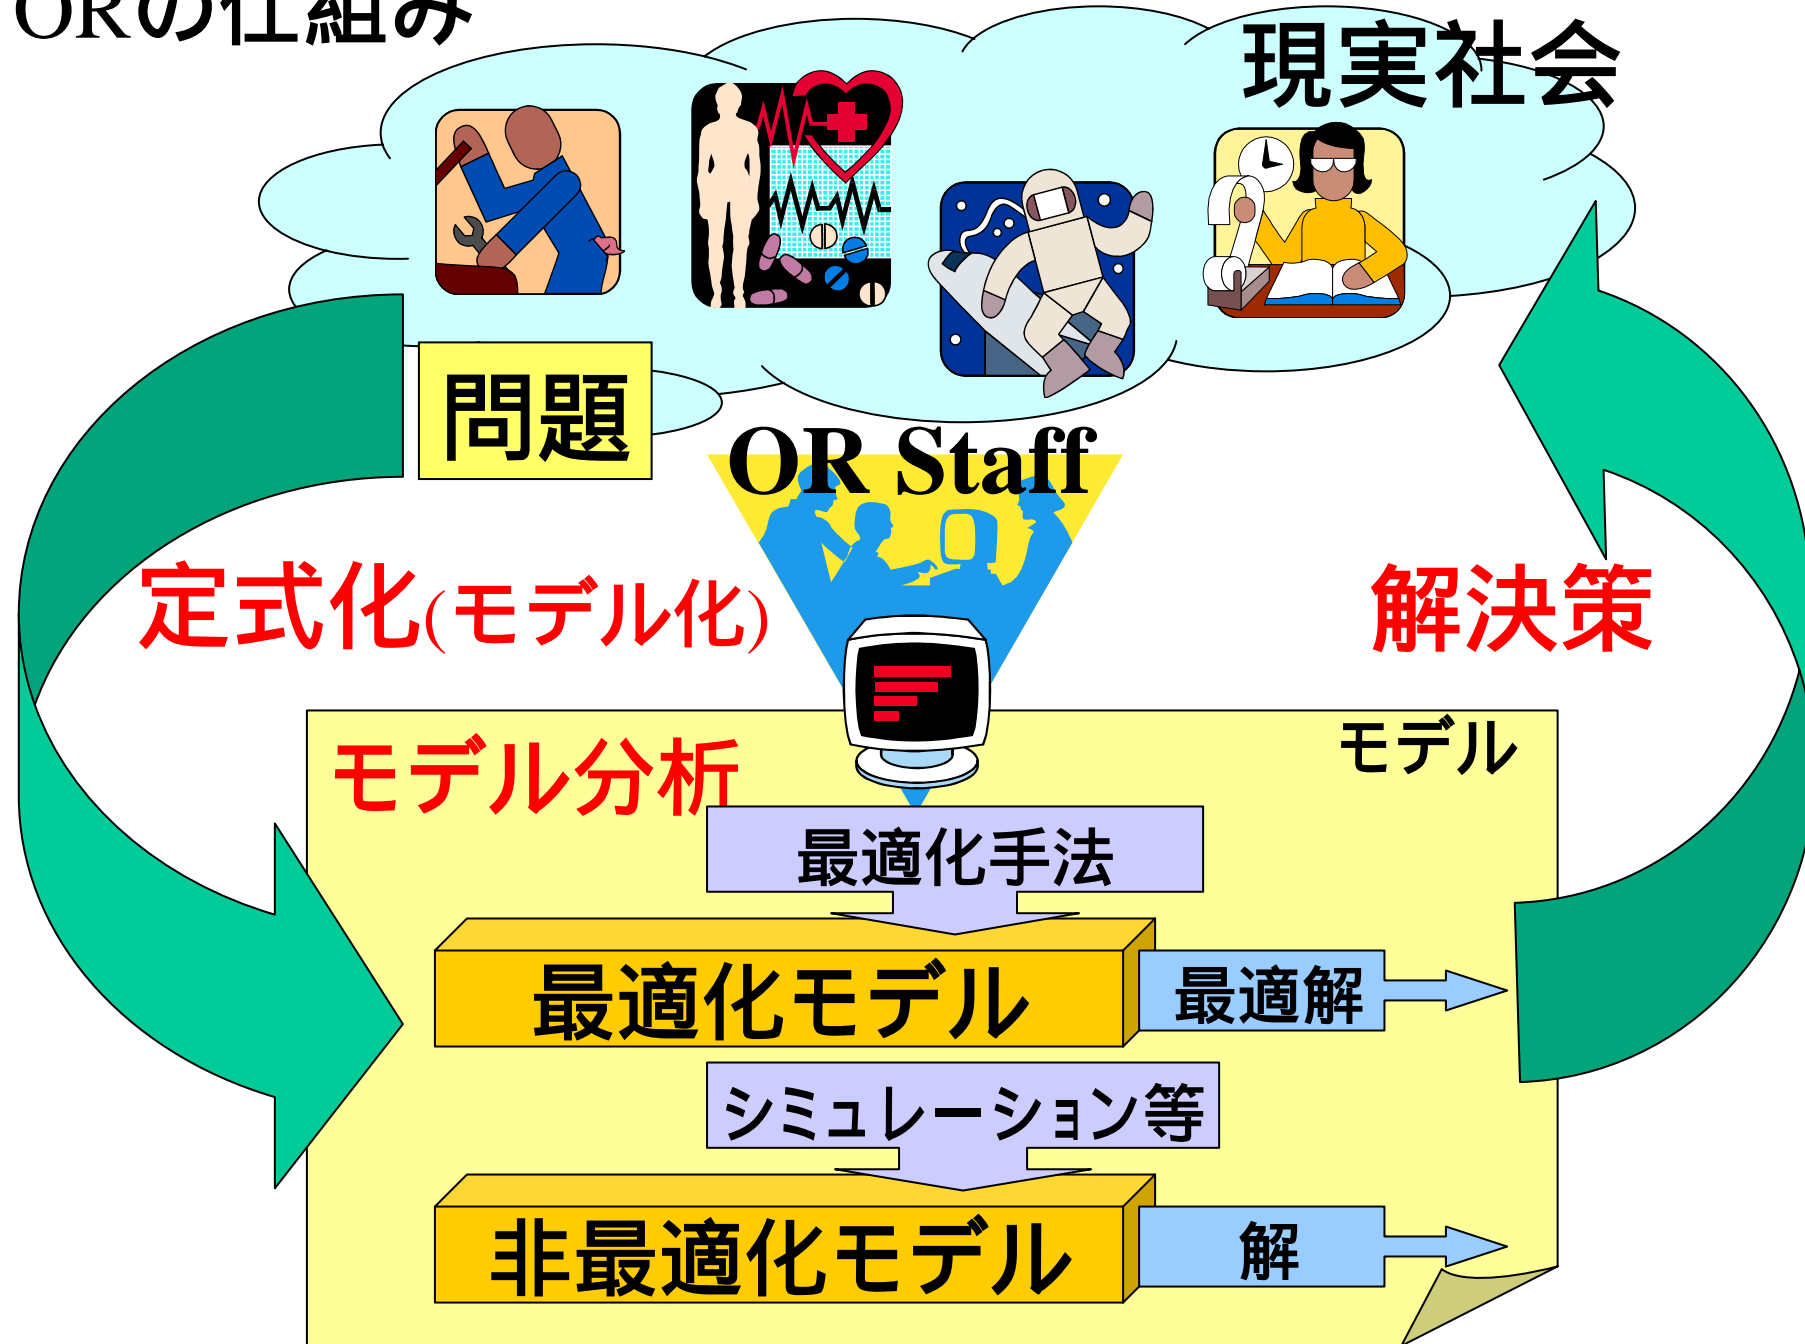 ORの仕組み
現実社会
問題
OR Staff
定式化(モデル化)
解決策
モデル
モデル分析
最適化手法
最適化モデル
最適解
シミュレーション等
非最適化モデル
解